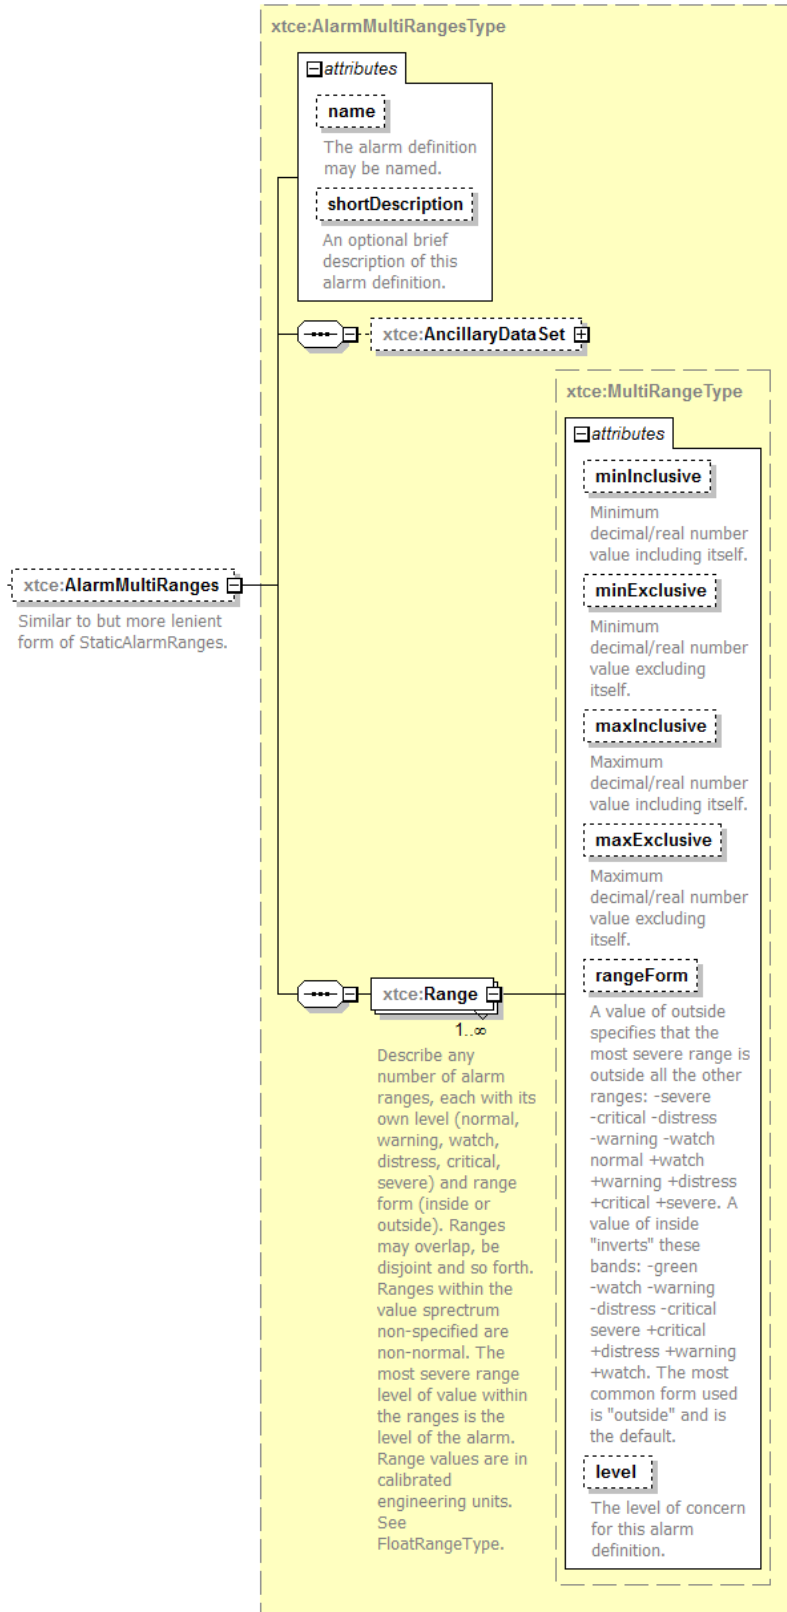 xtce:AlarmMultiRangesType
attributes
name
The alarm definition
may be named.
shortDescription
An optional brief
description of this
alarm definition.
xtce:AncillaryDataSet
xtce:MultiRangeType
attributes
minInclusive
Minimum
decimal/real number
value including itself.
minExclusive
Minimum
decimal/real number
value excluding
itself.
maxInclusive
Maximum
decimal/real number
value including itself.
maxExclusive
Maximum
decimal/real number
value excluding
itself.
rangeForm
A value of outside
specifies that the
most severe range is
outside all the other
ranges: -severe
-critical -distress
-warning -watch
normal +watch
+warning +distress
+critical +severe. A
value of inside
"inverts" these
bands: -green
-watch -warning
-distress -critical
severe +critical
+distress +warning
+watch. The most
common form used
is "outside" and is
the default.
level
The level of concern
for this alarm
definition.
xtce:AlarmMultiRanges
Similar to but more lenient
form of StaticAlarmRanges.
xtce:Range
1..∞
Describe any
number of alarm
ranges, each with its
own level (normal,
warning, watch,
distress, critical,
severe) and range
form (inside or
outside). Ranges
may overlap, be
disjoint and so forth.
Ranges within the
value sprectrum
non-specified are
non-normal. The
most severe range
level of value within
the ranges is the
level of the alarm.
Range values are in
calibrated
engineering units.
See
FloatRangeType.